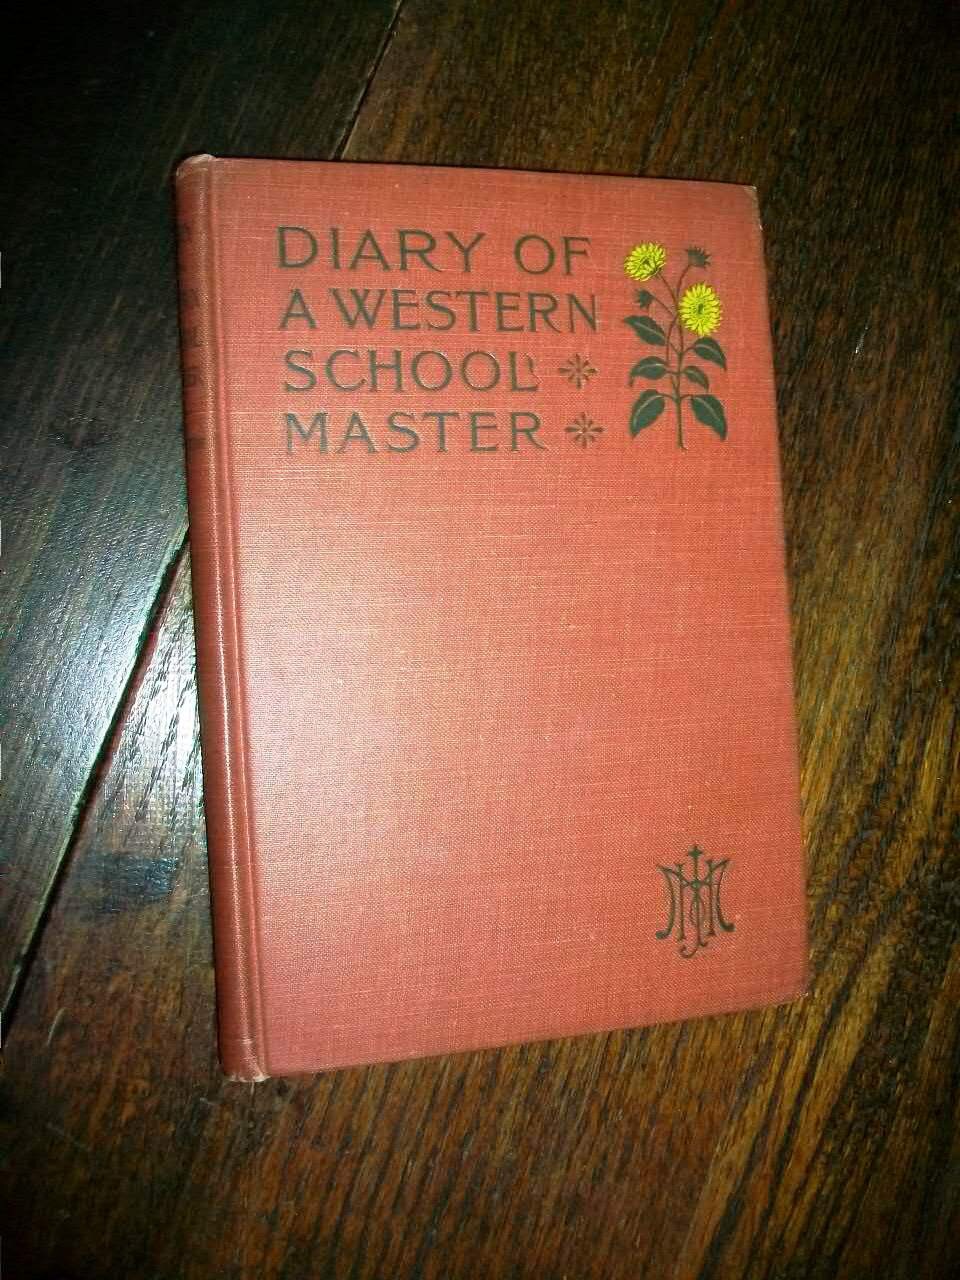 DIARY OF
A WESTERN
SCHOOL
MASTER